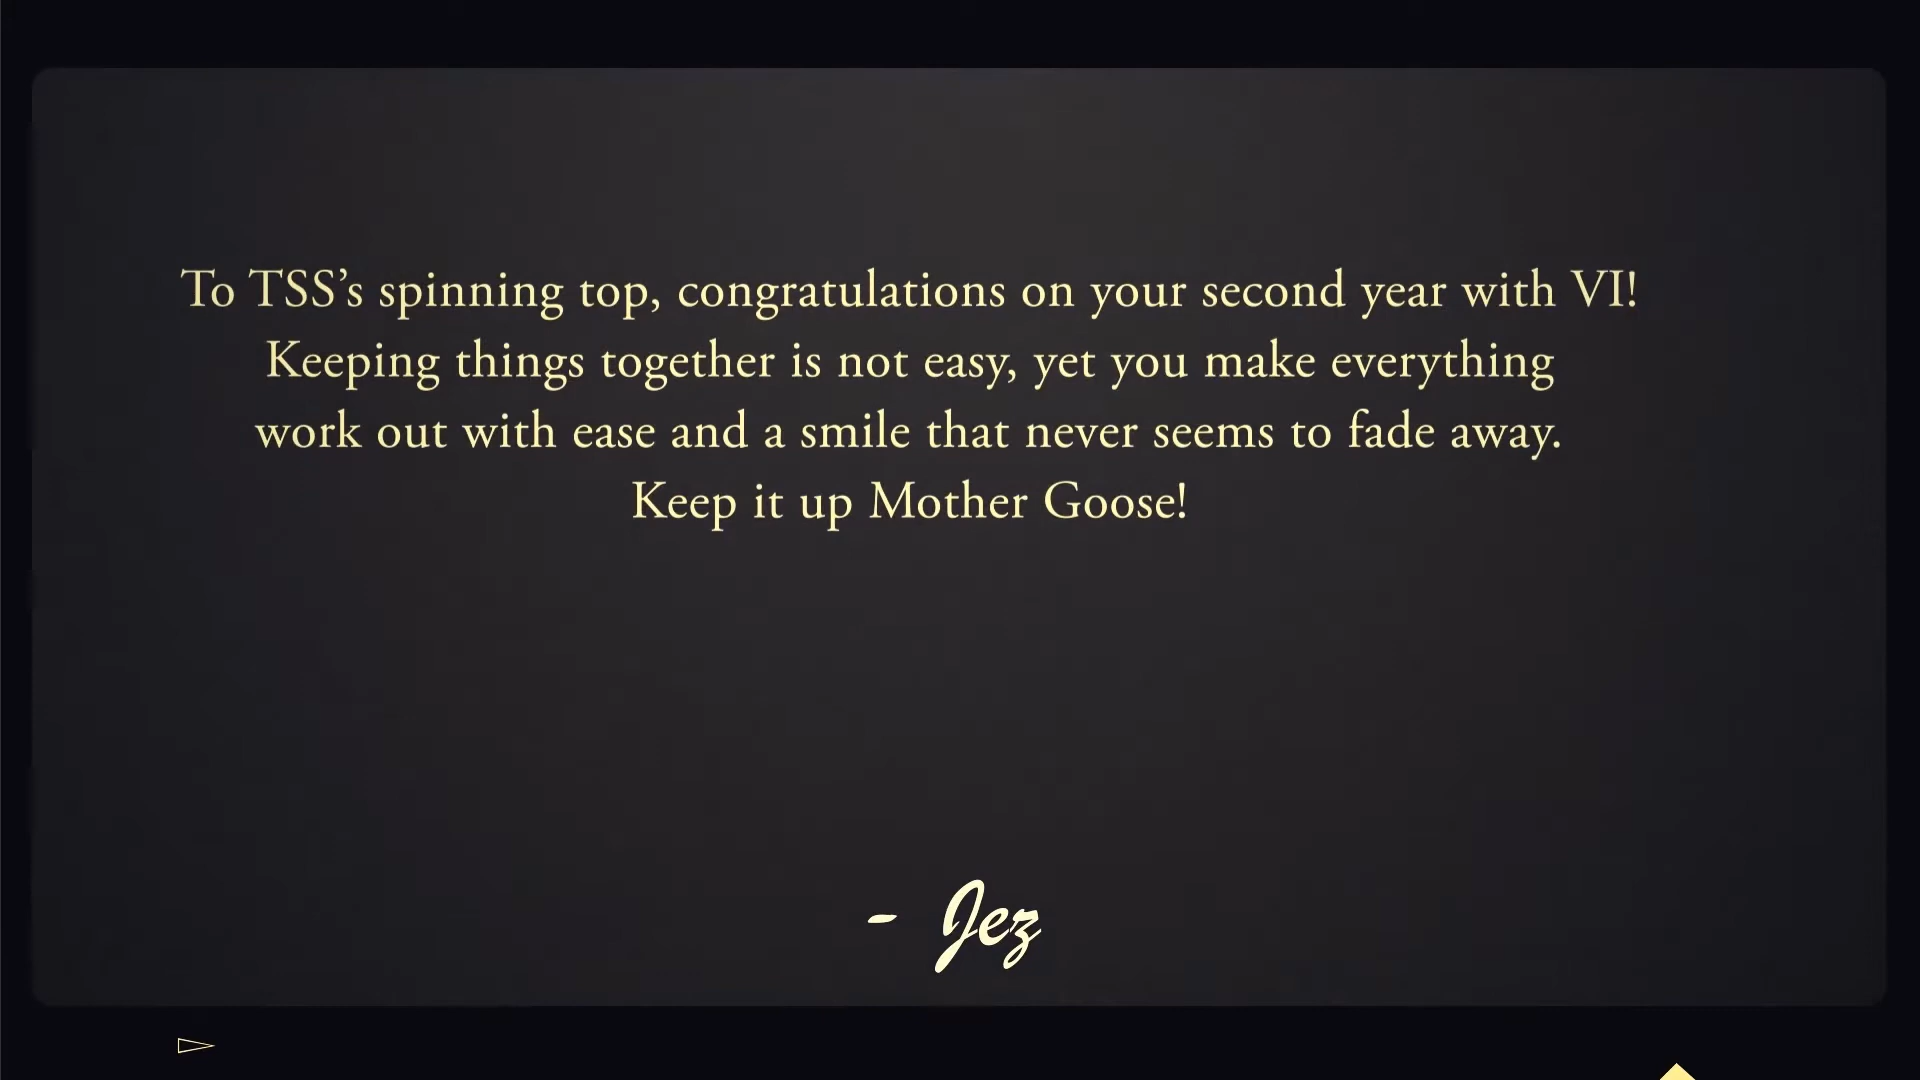 To TSS’s spinning top, congratulations on your second year with VI!
Keeping things together is not easy, yet you make everything
work out with ease and a smile that never seems to fade away.
Keep it up Mother Goose!
- Jez